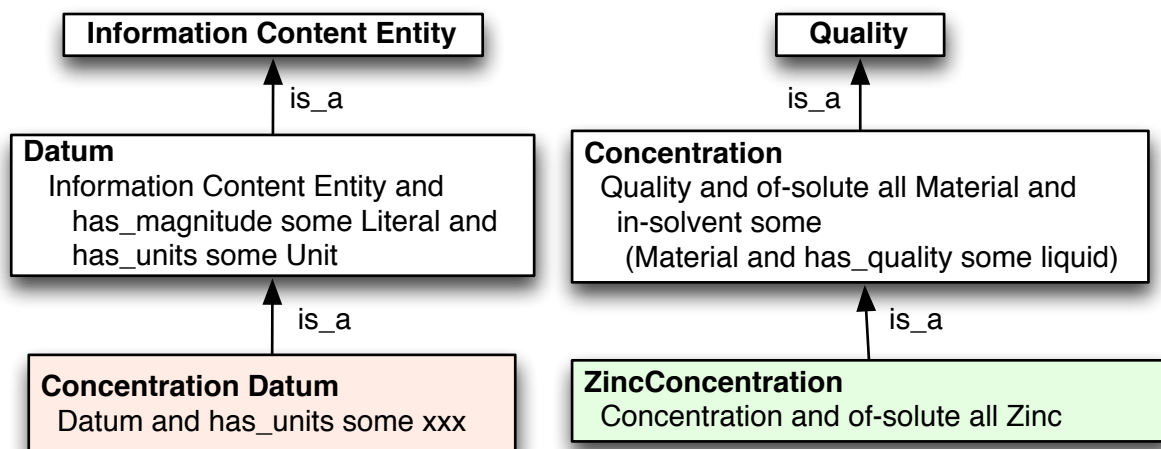 Information Content Entity
is_a
Datum
Information Content Entity and
has_magnitude some Literal and
has_units some Unit
is_a
Concentration Datum
Datum and has_units some xxx
Quality
is_a
Concentration
Quality and of-solute all Material and
in-solvent some
(Material and has_quality some liquid)
is_a
ZincConcentration
Concentration and of-solute all Zinc